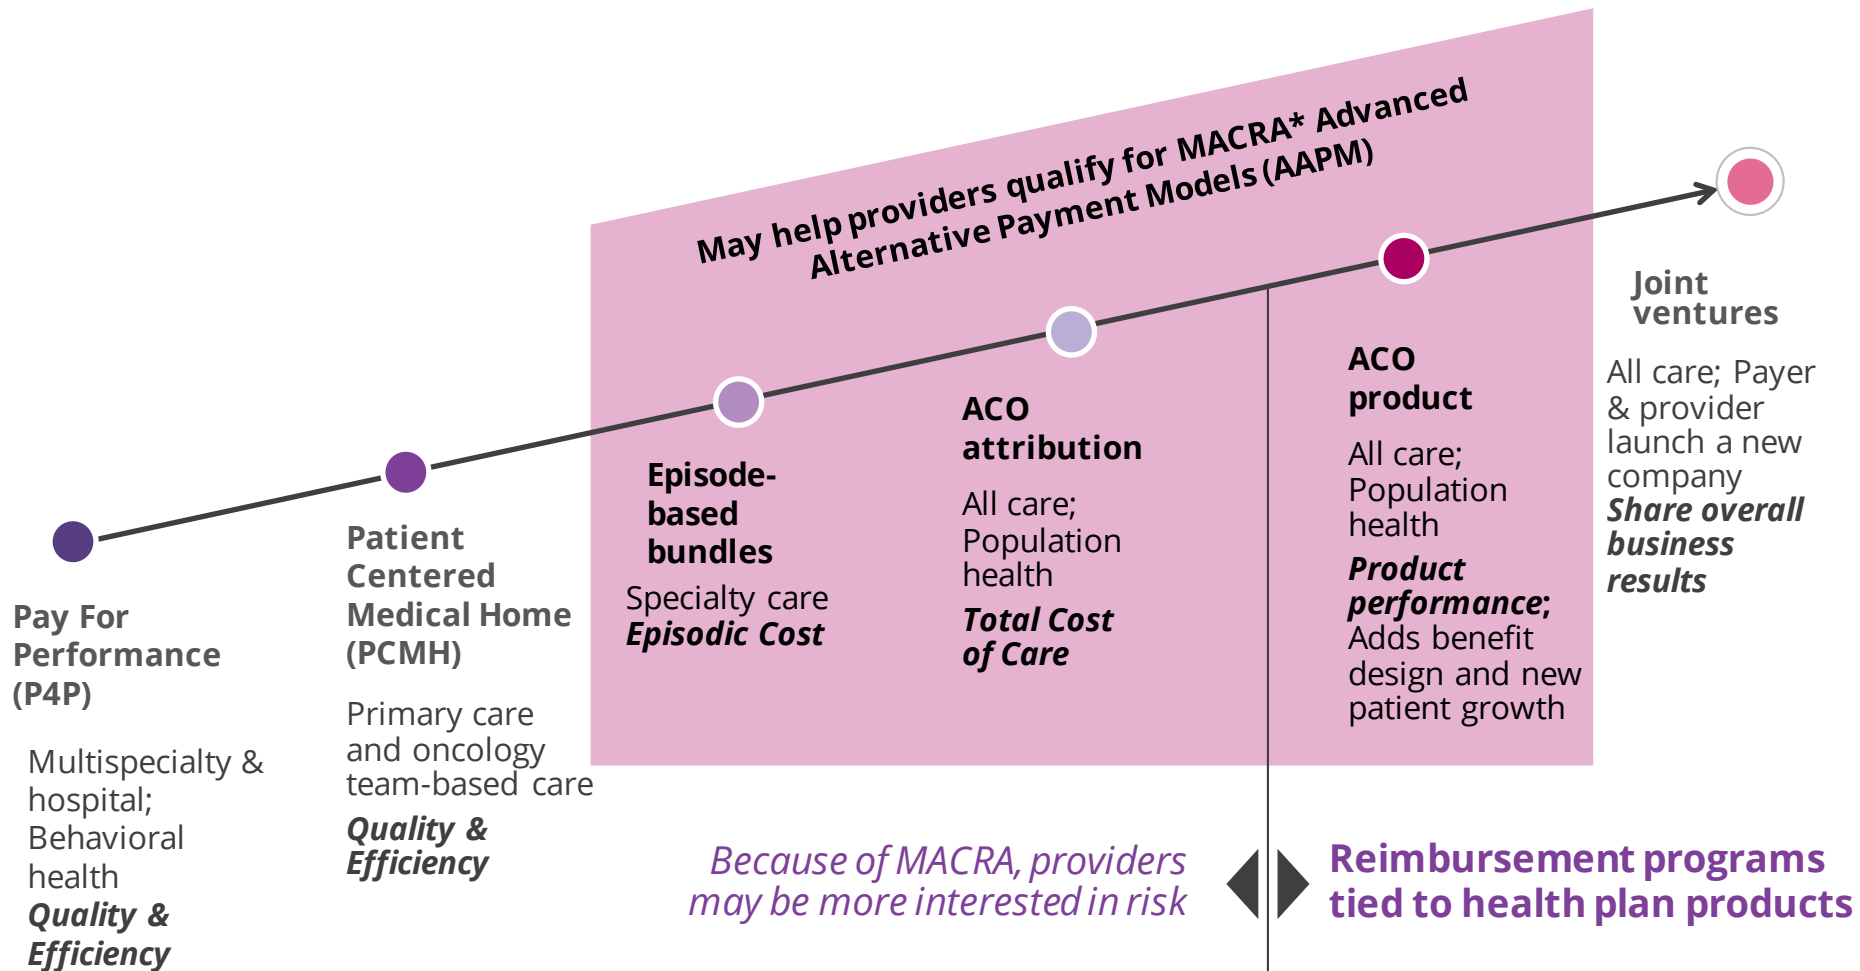 May help providers qualify for MACRA* Advanced
Alternative Payment Models (AAPM)
Pay For
Performance
(P4P)
Multispecialty &
hospital;
Behavioral
health
Quality &
Efficiency
Patient
Centered
Medical Home
(PCMH)
Primary care
and oncology
team-based care
Quality &
Efficiency
Episode-
based
bundles
Specialty care
Episodic Cost
ACO
attribution
All care;
Population
health
Total Cost
of Care
ACO
product
All care;
Population
health
Product
performance;
Adds benefit
design and new
patient growth
Joint
ventures
All care; Payer
& provider
launch a new
company
Share overall
business
results
Because of MACRA, providers
may be more interested in risk
Reimbursement programs
tied to health plan products